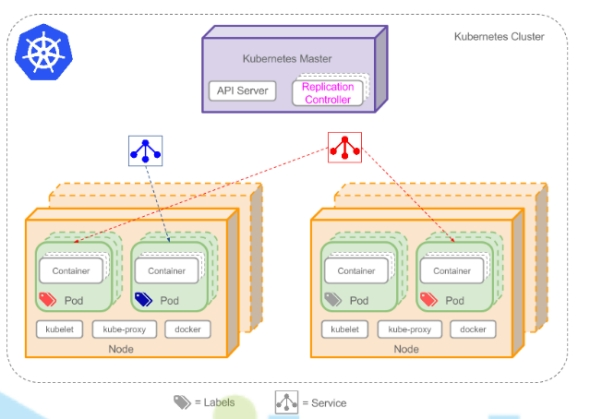 Kubernetes Cluster
Kubernetes Master
API Server
Replication
Controller
Container
Pod
Container
Pod
kubelet
kube-proxy
docker
Node
Container
Pod
Container
Pod
kubelet
kube-proxy
docker
Node
= Labels
= Service